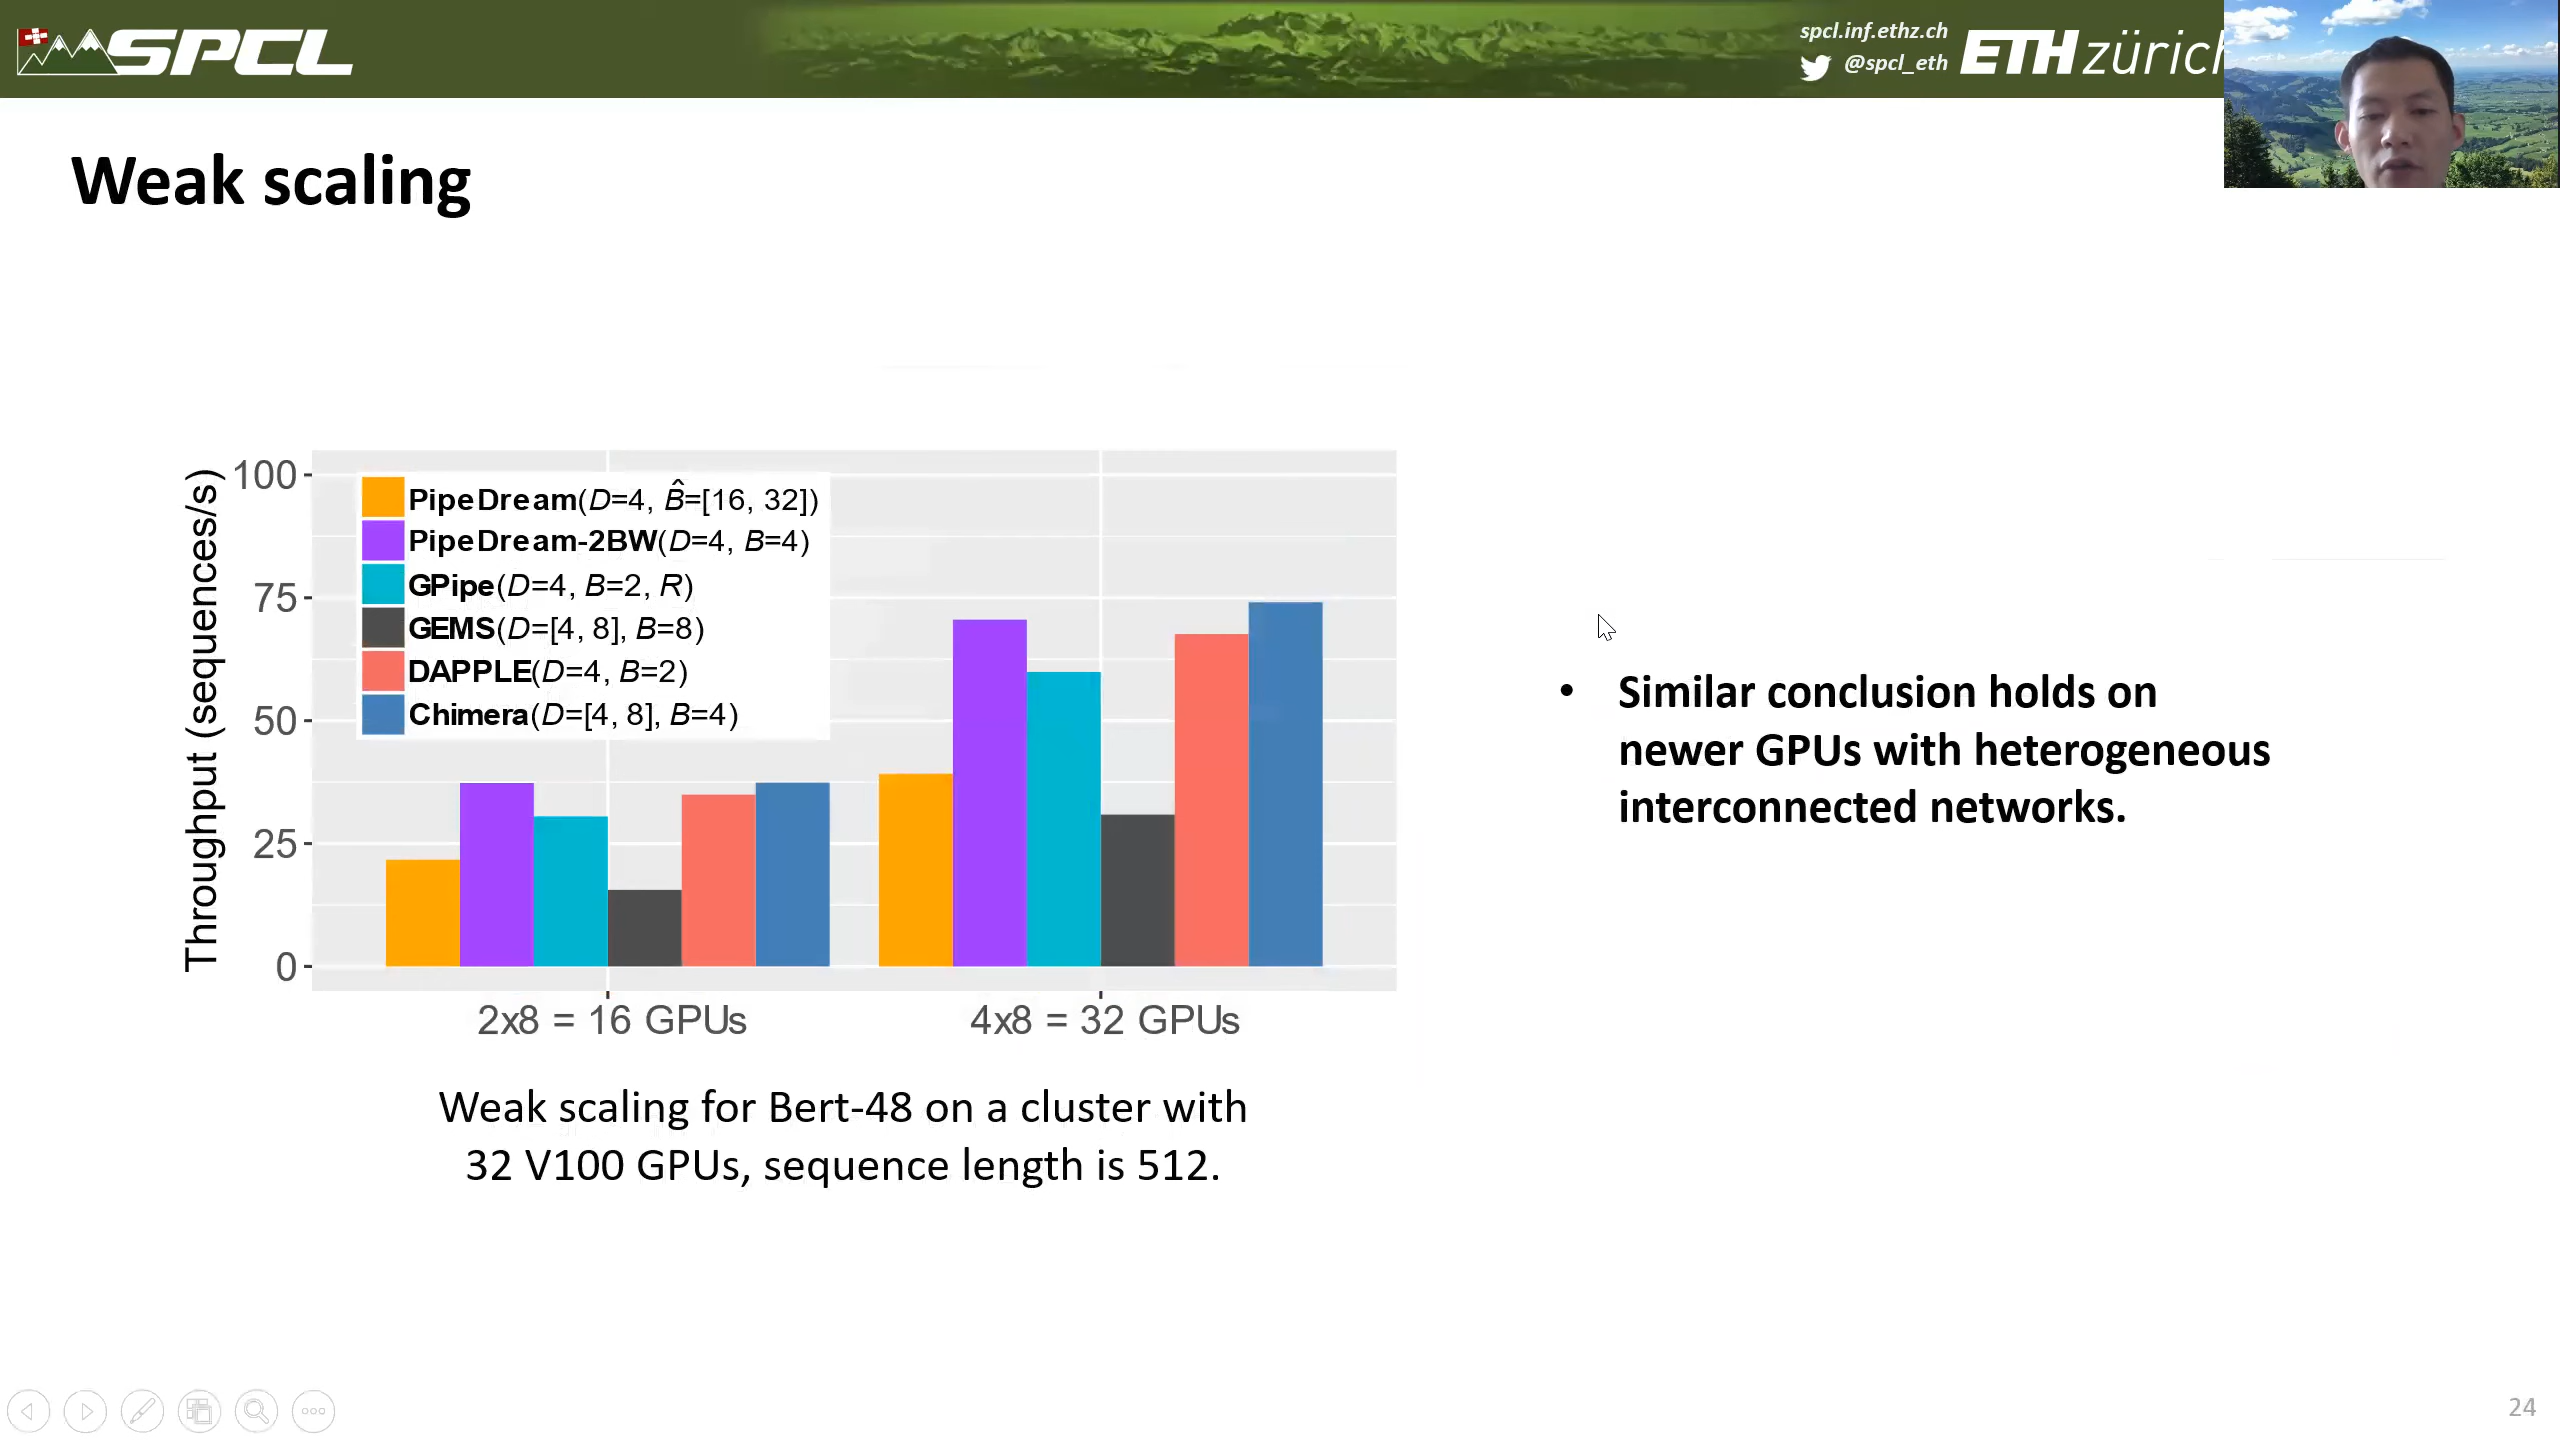 SPCL
spcl.inf.ethz.ch
@spcl_eth
ETH züric
Weak scaling
Throughput (sequences/s)
100
75
50
25
0
PipeDream(D=4, B̂=[16, 32])
PipeDream-2BW(D=4, B=4)
GPipe(D=4, B=2, R)
GEMS(D=[4, 8], B=8)
DAPPLE(D=4, B=2)
Chimera(D=[4, 8], B=4)
2x8 = 16 GPUs
4x8 = 32 GPUs
Weak scaling for Bert-48 on a cluster with
32 V100 GPUs, sequence length is 512.
• Similar conclusion holds on
newer GPUs with heterogeneous
interconnected networks.
24